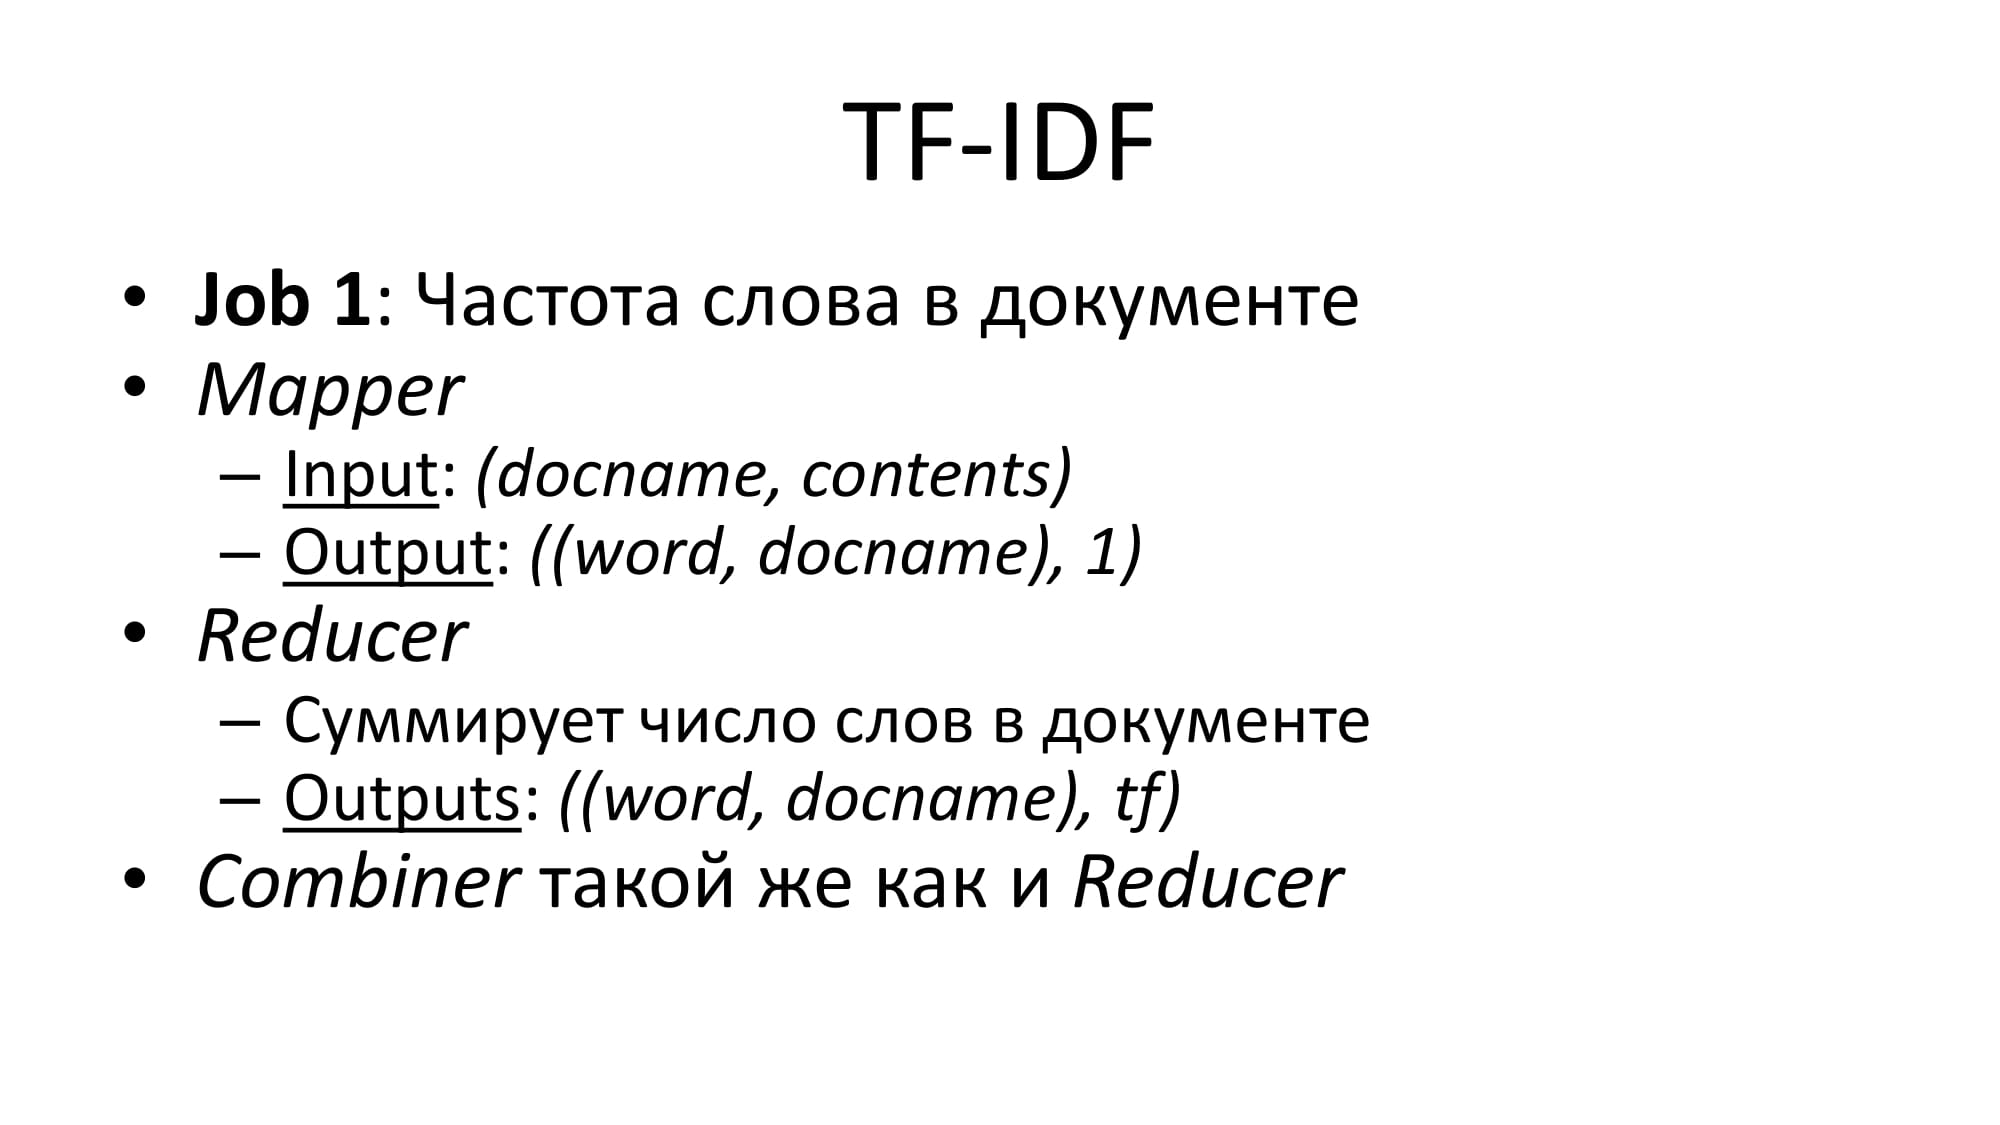 TF-IDF
• Job 1: Частота слова в документе
• Mapper
– Input: (docname, contents)
– Output: ((word, docname), 1)
• Reducer
– Суммирует число слов в документе
– Outputs: ((word, docname), tf)
• Combiner такой же как и Reducer